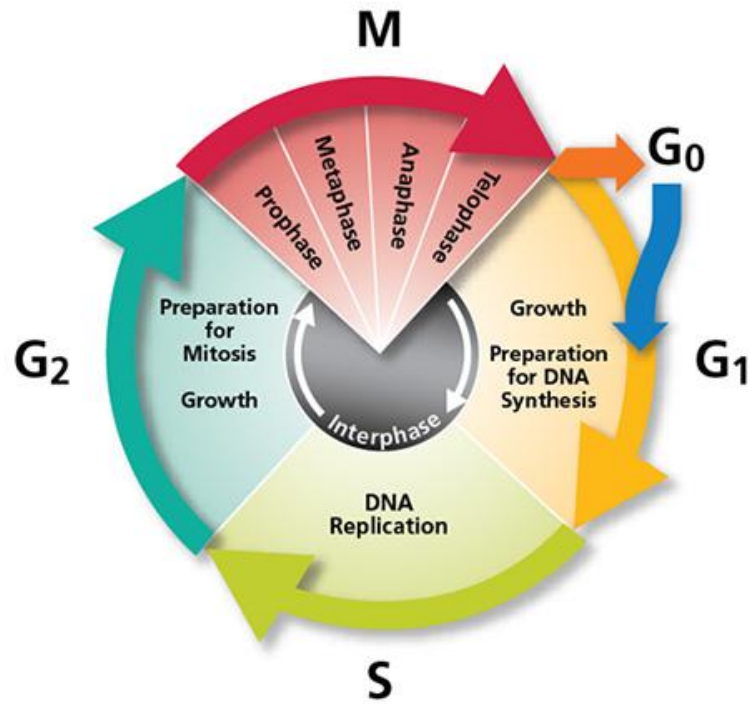 M
Prophase
Metaphase
Anaphase
Telophase
G₀
Preparation
for
Mitosis
Growth
Growth
Preparation
for DNA
Synthesis
G₂
G₁
Interphase
DNA
Replication
S